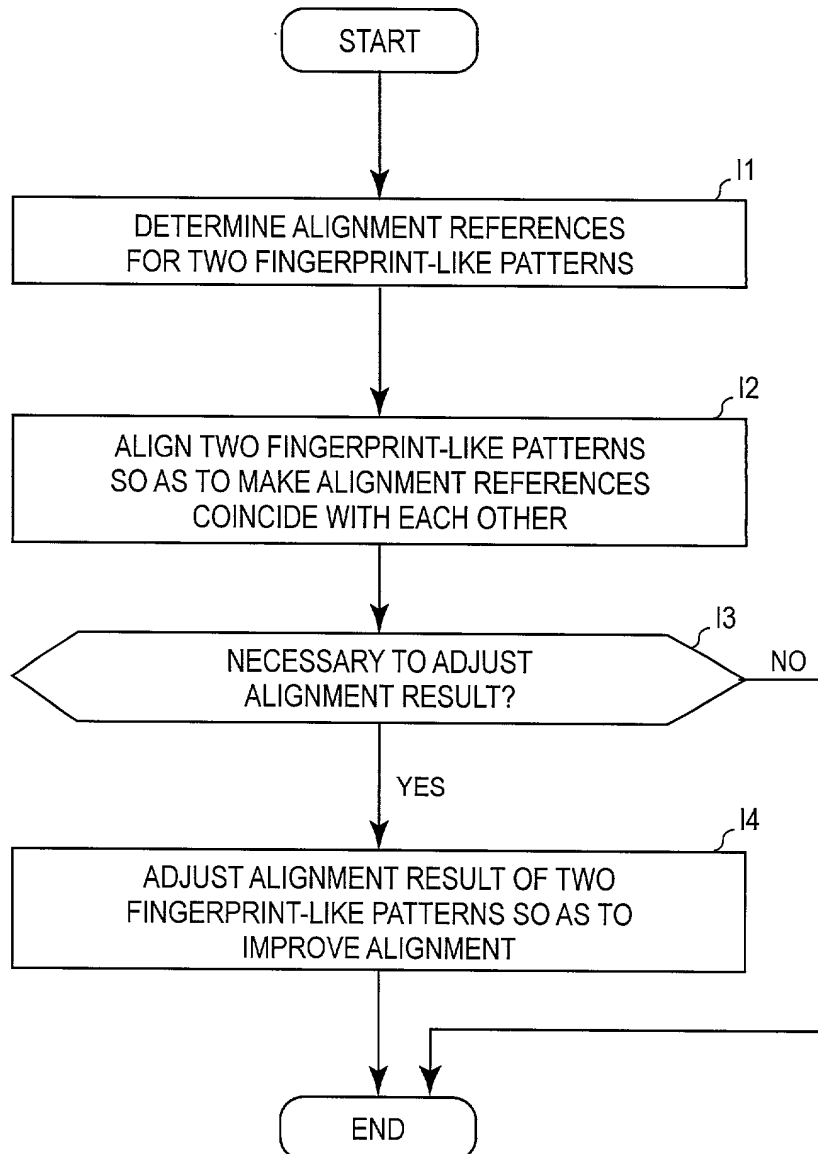 START
I1
DETERMINE ALIGNMENT REFERENCES
FOR TWO FINGERPRINT-LIKE PATTERNS
I2
ALIGN TWO FINGERPRINT-LIKE PATTERNS
SO AS TO MAKE ALIGNMENT REFERENCES
COINCIDE WITH EACH OTHER
I3
NECESSARY TO ADJUST
ALIGNMENT RESULT?
NO
YES
I4
ADJUST ALIGNMENT RESULT OF TWO
FINGERPRINT-LIKE PATTERNS SO AS TO
IMPROVE ALIGNMENT
END